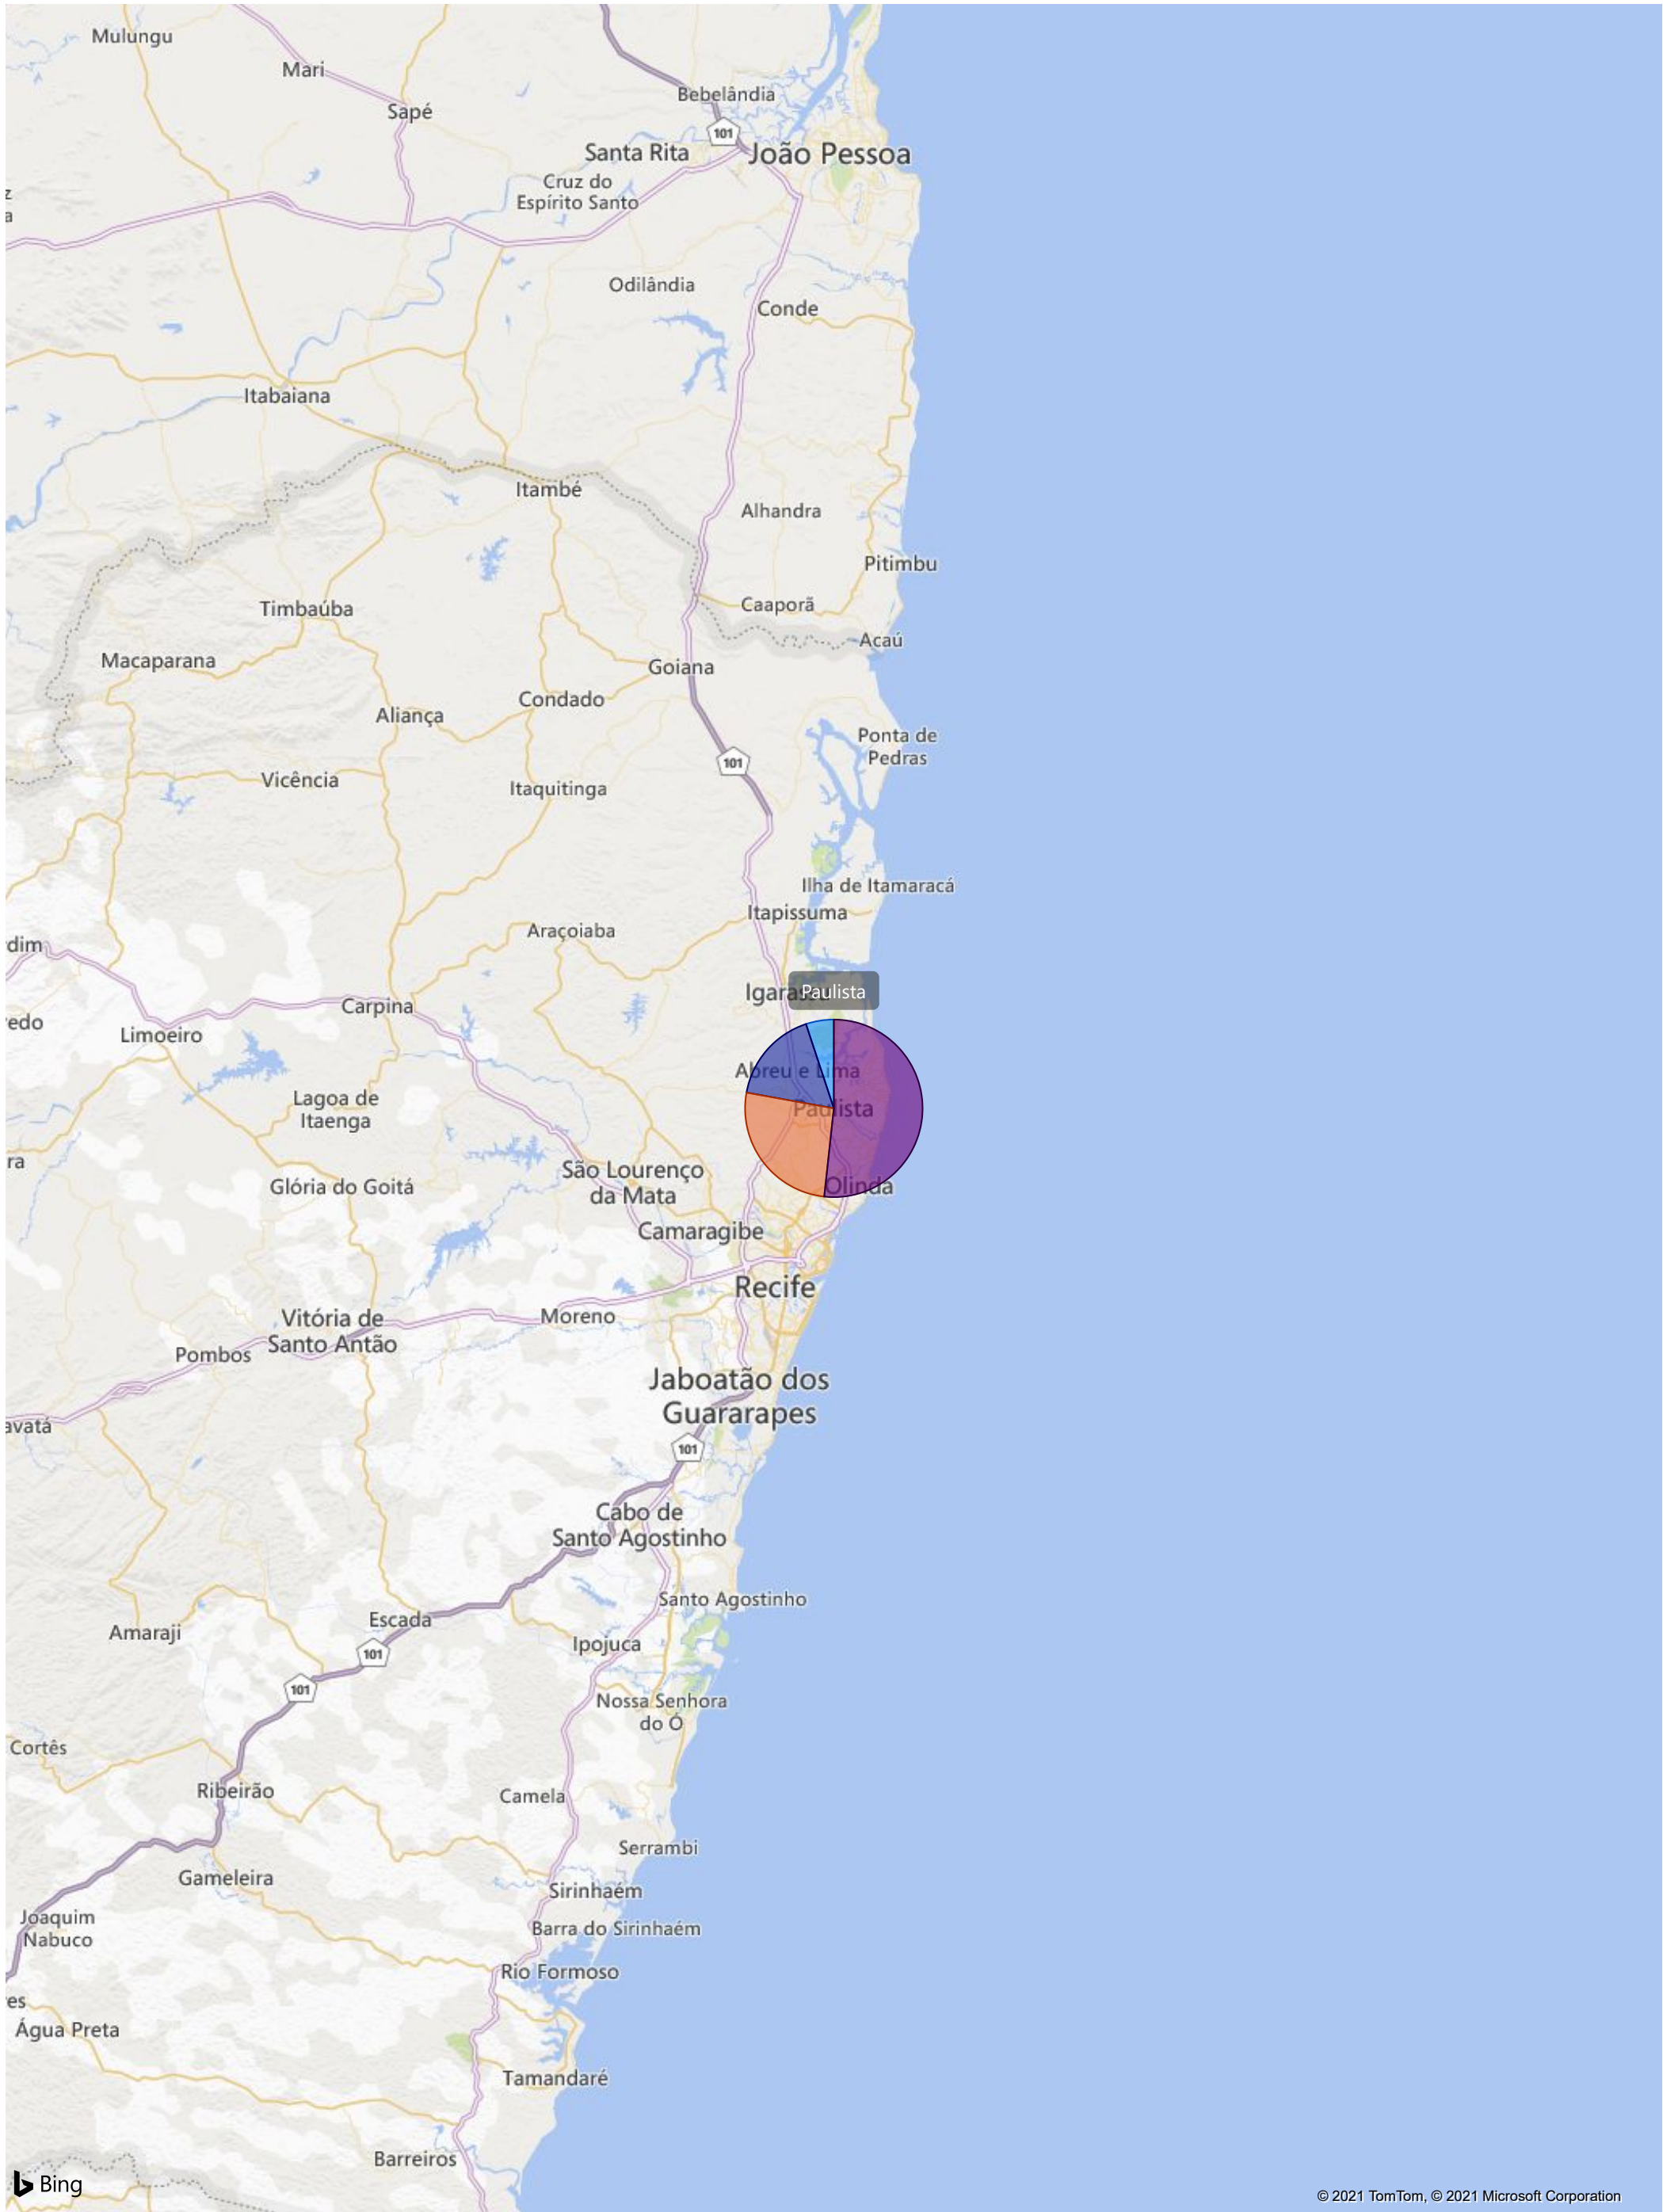 Mulungu
Mari
Sapé
Bebelândia
101
Santa Rita
João Pessoa
Cruz do
Espírito Santo
z
a
Odilândia
Conde
Itabaiana
Itambé
Alhandra
Pitimbu
Timbaúba
Caaporã
Acaú
Macaparana
Goiana
Condado
Aliança
Ponta de
Pedras
101
Vicência
Itaquitinga
Ilha de Itamaracá
Itapissuma
Araçoiaba
dim
Paulista
Carpina
edo
Limoeiro
Abreu e Lima
Lagoa de
Itaenga
Paulista
ra
São Lourenço
da Mata
Glória do Goitá
Olinda
Camaragibe
Recife
Moreno
Vitória de
Santo Antão
Pombos
Jaboatão dos
Guararapes
avatá
101
Cabo de
Santo Agostinho
Santo Agostinho
Escada
Amaraji
Ipojuca
101
101
Nossa Senhora
do Ó
Cortês
Ribeirão
Camela
Serrambi
Gameleira
Sirinhaém
Joaquim
Nabuco
Barra do Sirinhaém
Rio Formoso
es
Água Preta
Tamandaré
Barreiros
Bing
© 2021 TomTom, © 2021 Microsoft Corporation